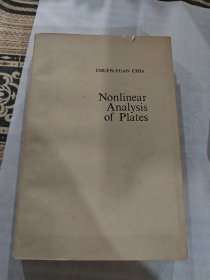 CHUEN-YUAN CHIA
Nonlinear
Analysis
of Plates